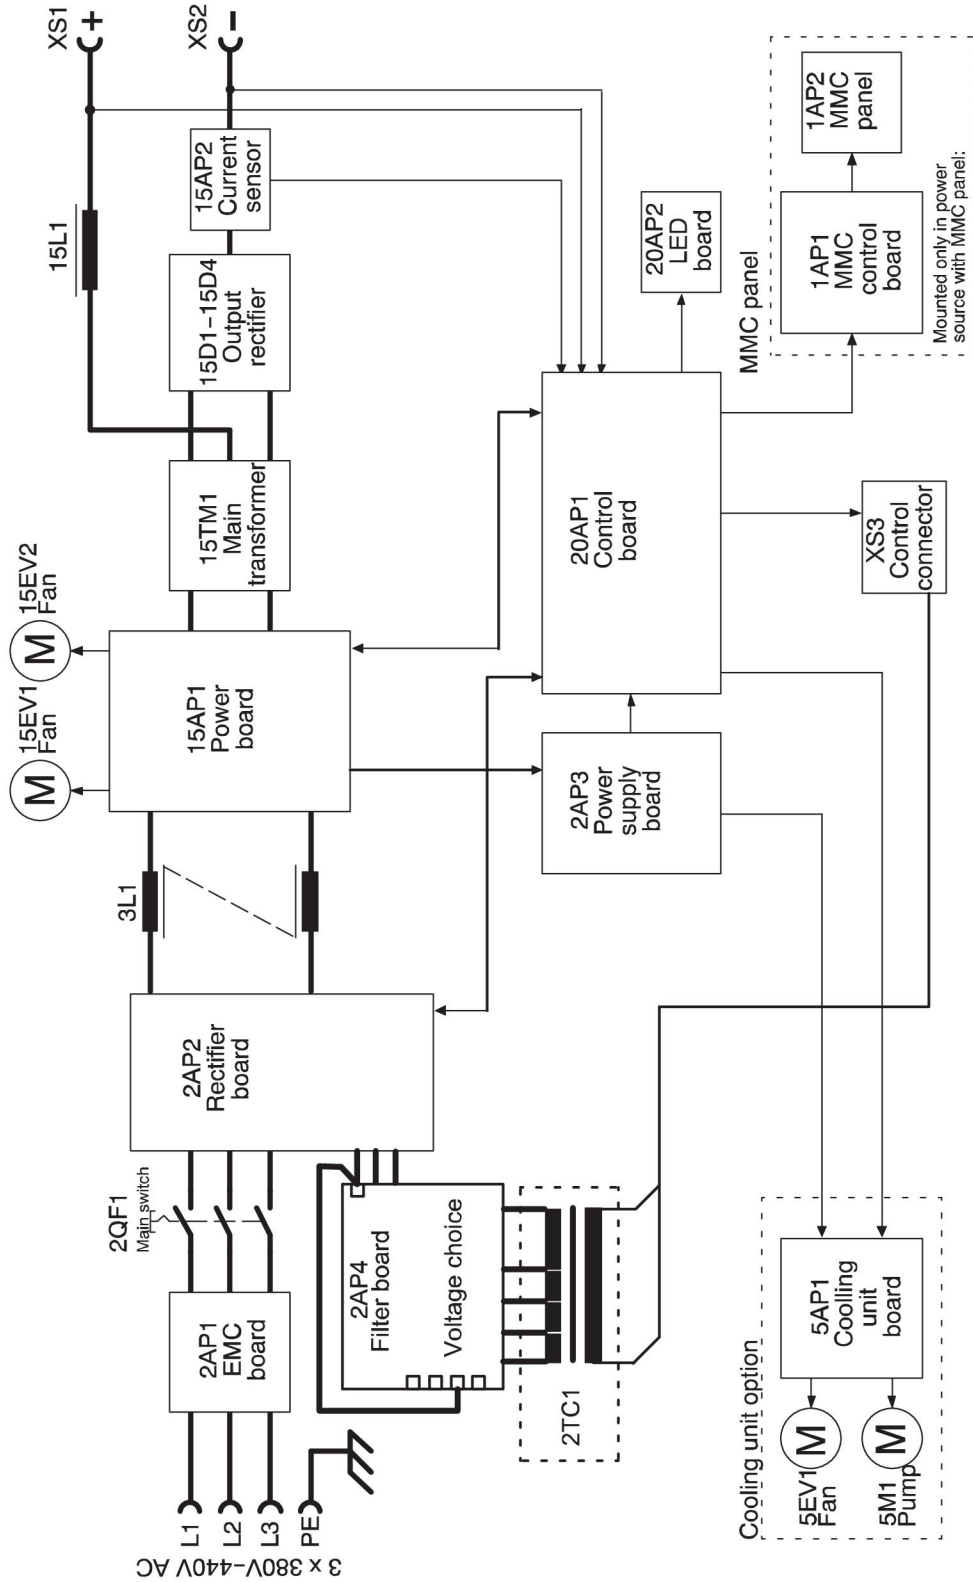 3 x 380V-440V AC
L1
L2
L3
PE
2AP1
EMC
board
2QF1
Main switch
2AP2
Rectifier
board
3L1
15EV1
Fan
15EV2
Fan
15AP1
Power
board
15TM1
Main
transformer
15D1-15D4
Output
rectifier
15AP2
Current
sensor
15L1
XS1
+
XS2
-
M
M
2AP4
Filter board
Voltage choice
2TC1
2AP3
Power
supply
board
20AP1
Control
board
20AP2
LED
board
MMC panel
1AP1
MMC
control
board
1AP2
MMC
panel
Mounted only in power
source with MMC panel:
XS3
Control
connector
Cooling unit option
5AP1
Coolling
unit
board
M
5EV1
Fan
M
5M1
Pump